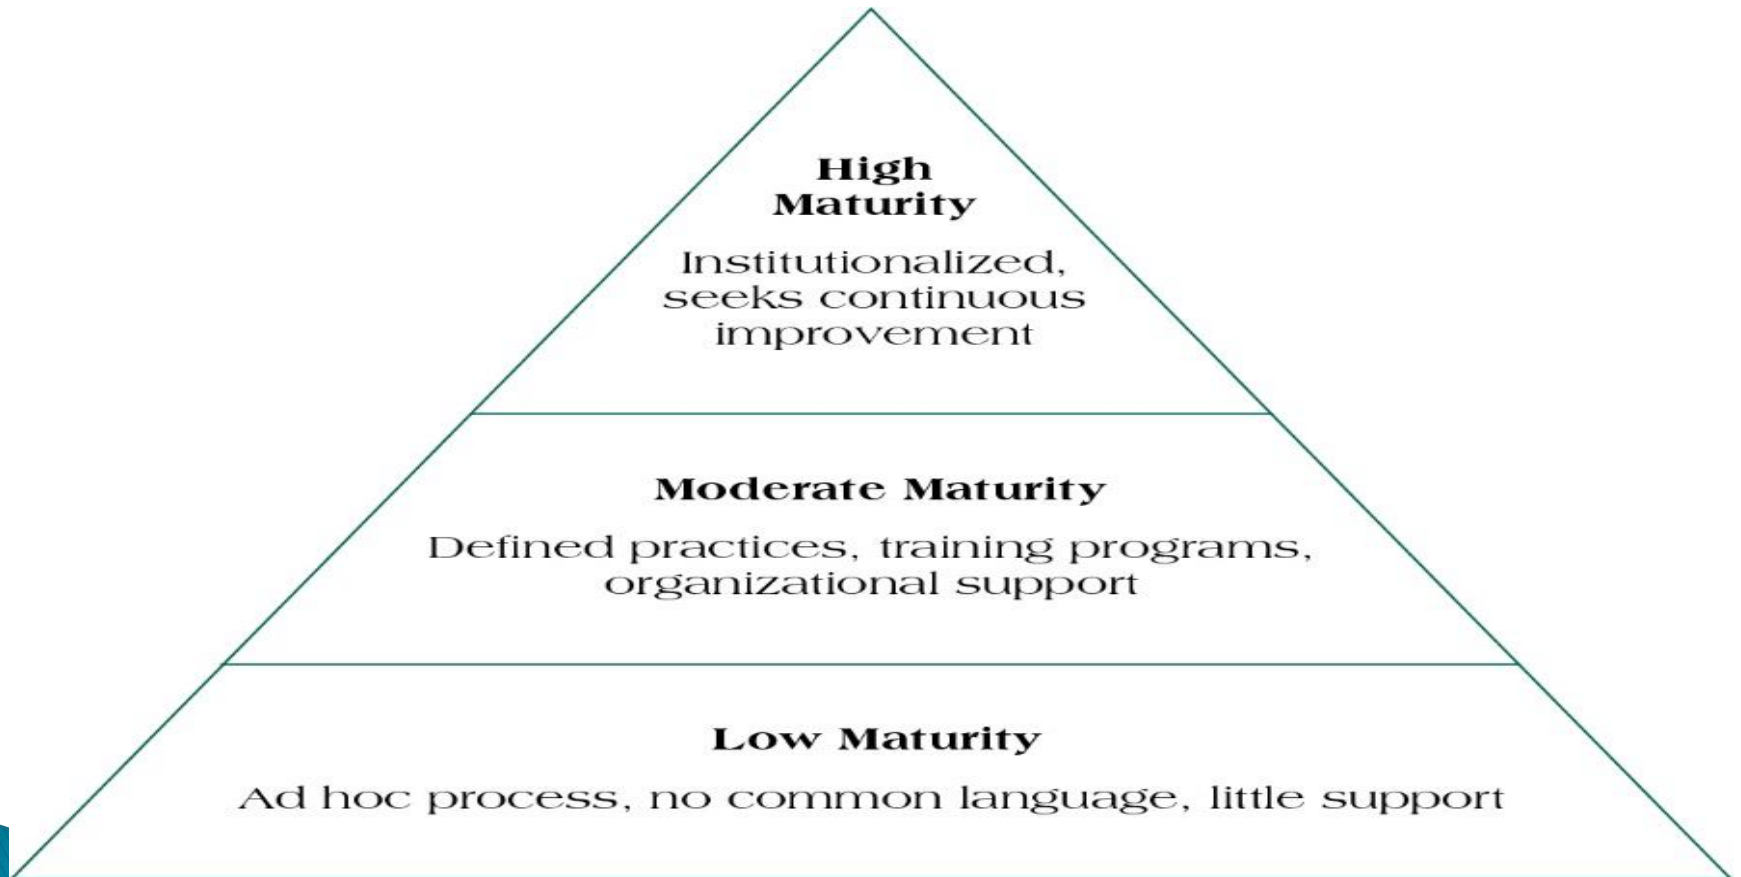 High
Maturity
Institutionalized,
seeks continuous
improvement
Moderate Maturity
Defined practices, training programs,
organizational support
Low Maturity
Ad hoc process, no common language, little support